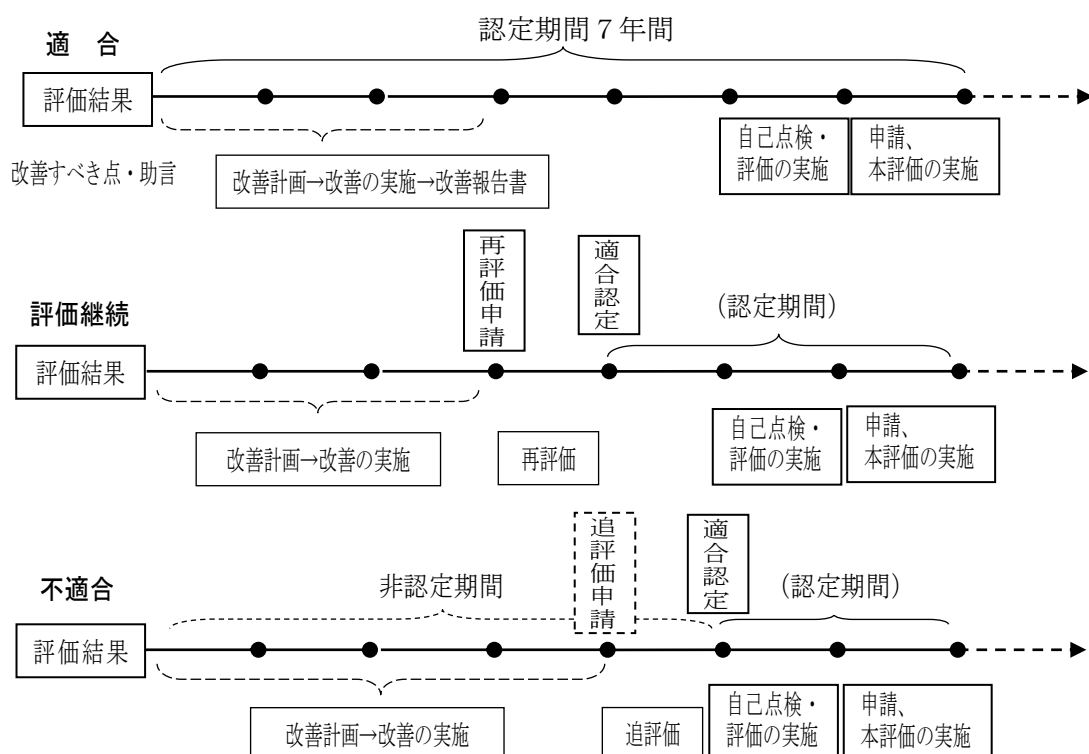 適　合
認定期間７年間
評価結果
改善すべき点・助言
改善計画→改善の実施→改善報告書
自己点検・
評価の実施
申請、
本評価の実施
評価継続
再評価申請
適合認定
(認定期間)
評価結果
改善計画→改善の実施
再評価
自己点検・
評価の実施
申請、
本評価の実施
不適合
非認定期間
追評価申請
適合認定
(認定期間)
評価結果
改善計画→改善の実施
追評価
自己点検・
評価の実施
申請、
本評価の実施